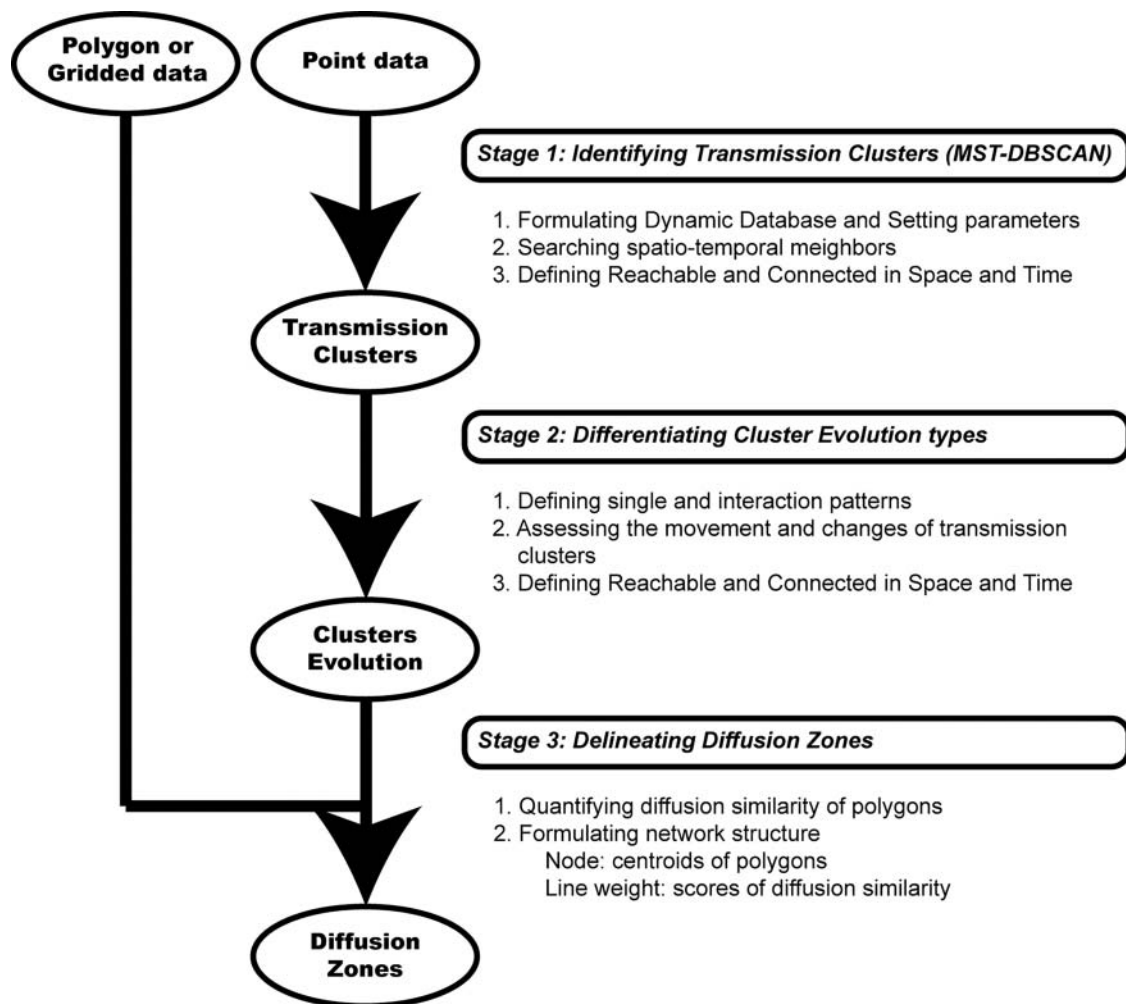 Polygon or
Gridded data
Point data
Stage 1: Identifying Transmission Clusters (MST-DBSCAN)
1. Formulating Dynamic Database and Setting parameters
2. Searching spatio-temporal meighbors
3. Defining Reachable and Connected in Space and Time
Transmission
Clusters
Stage 2: Differentiating Cluster Evolution types
1. Defining single and interaction patterns
2. Assessing the movement and changes of transmission
clusters
3. Defining Reachable and Connected in Space and Time
Clusters
Evolution
Stage 3: Delineating Diffusion Zones
1. Quantifying diffusion similarity of polygons
2. Formulating network structure
Node: centroids of polygons
Line weight: scores of diffusion similarity
Diffusion
Zones